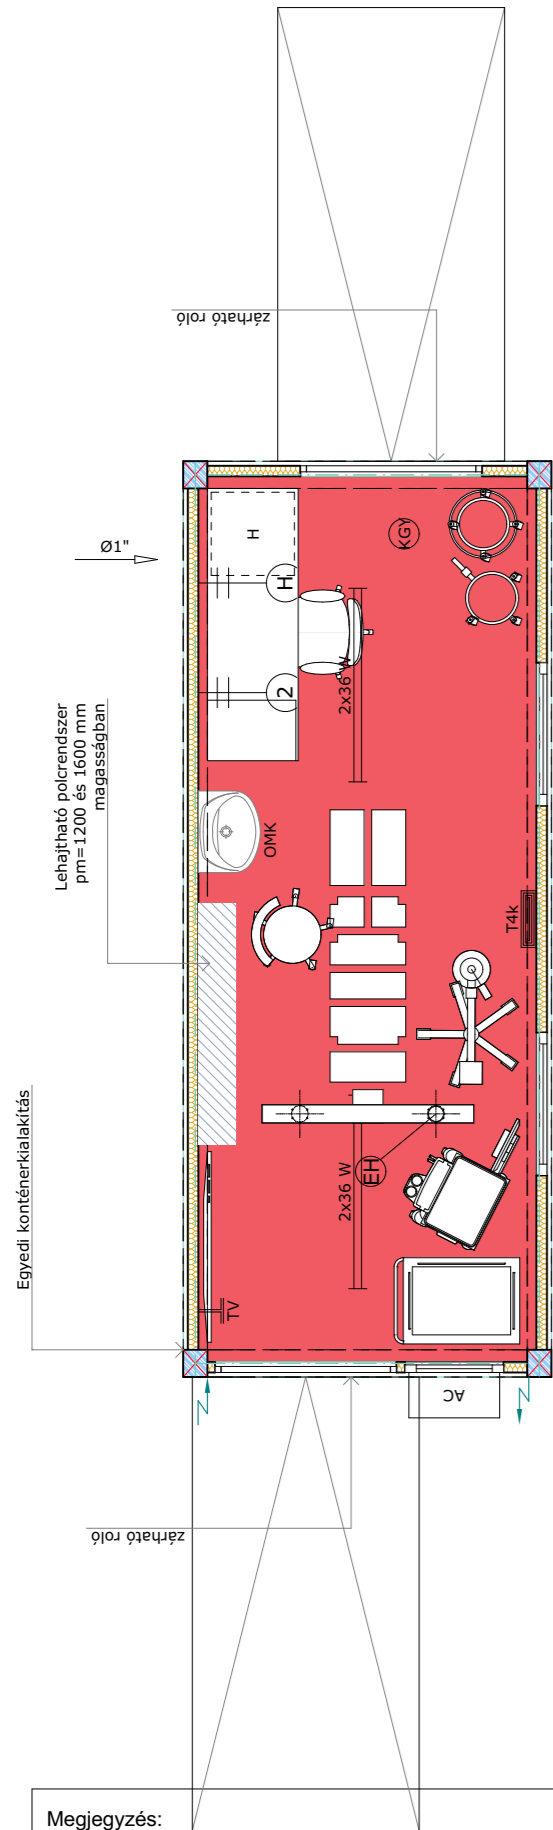 zárható roló
Ø1"
KGY
H
H
2x36 W
2
Lehajtható polcrendszer
pm=1200 és 1600 mm
magasságban
OMK
T4k
Egyedi konténerkialakítás
EH
2x36 W
TV
AC
zárható roló
Megjegyzés: